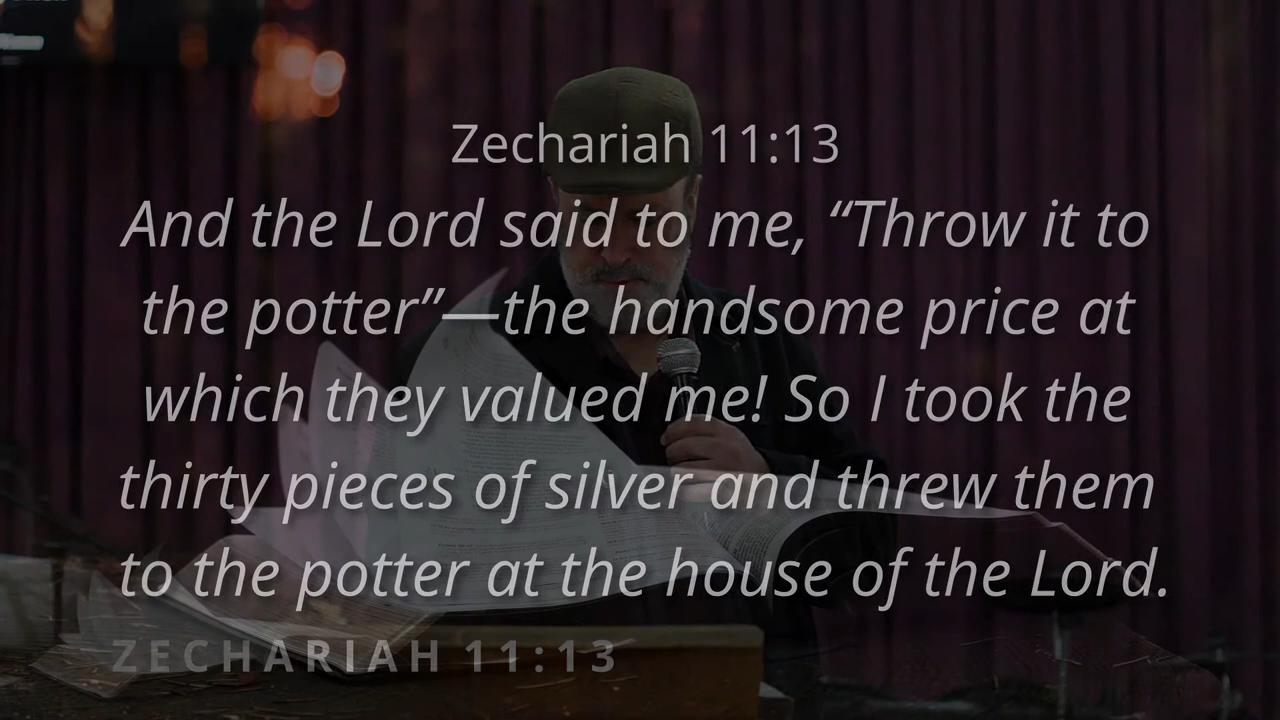 Zechariah 11:13
And the Lord said to me, “Throw it to
the potter”—the handsome price at
which they valued me! So I took the
thirty pieces of silver and threw them
to the potter at the house of the Lord.
ZECHARIAH 11:13